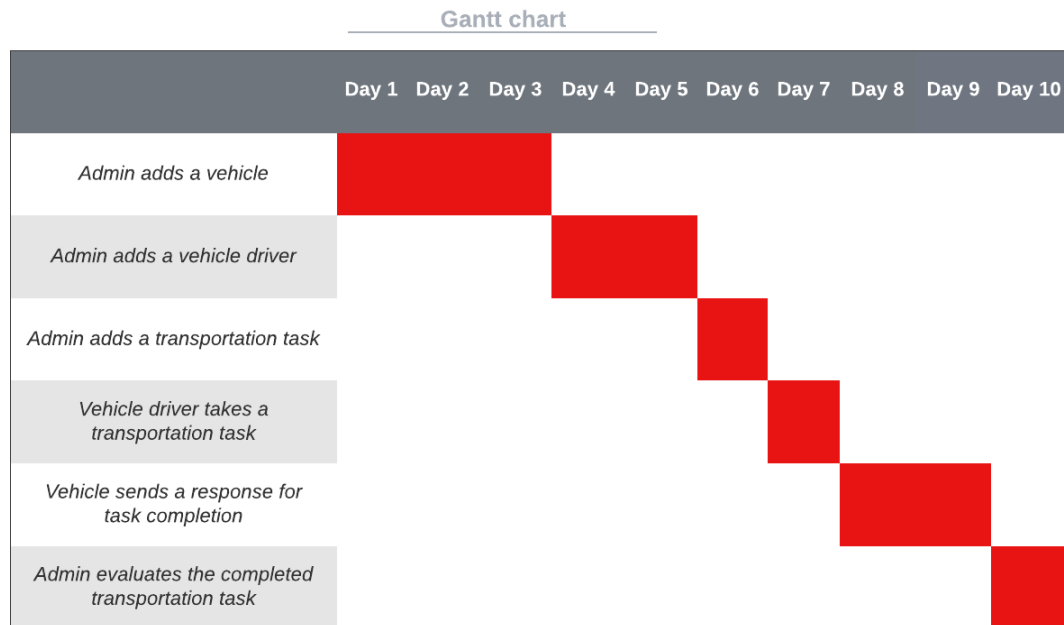 Gantt chart
Day 1 Day 2 Day 3 Day 4 Day 5 Day 6 Day 7 Day 8 Day 9 Day 10
Admin adds a vehicle
Admin adds a vehicle driver
Admin adds a transportation task
Vehicle driver takes a
transportation task
Vehicle sends a response for
task completion
Admin evaluates the completed
transportation task